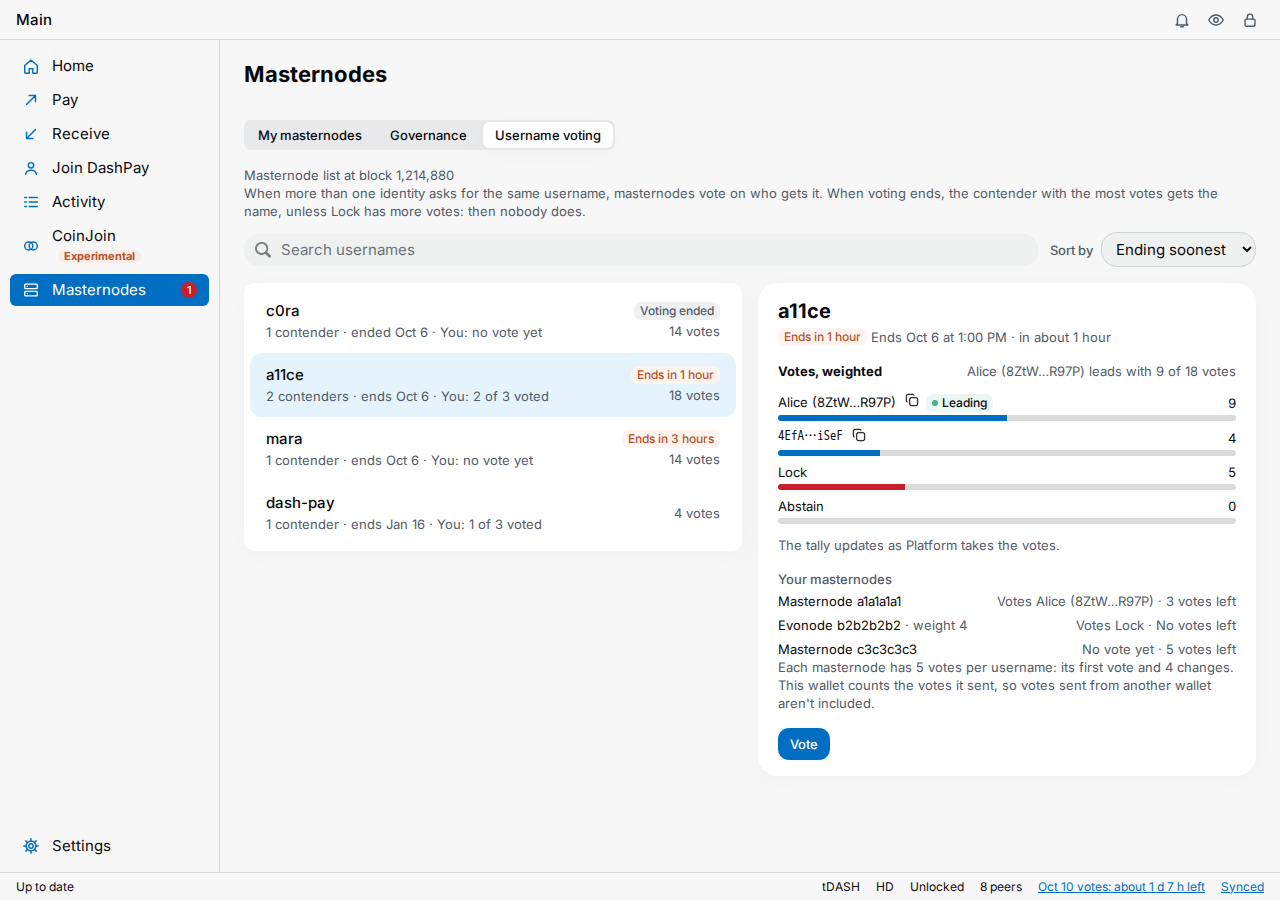 Main
Home
Pay
Receive
Join DashPay
Activity
CoinJoin
Experimental
Masternodes 1
Settings
Masternodes
My masternodes Governance Username voting
Masternode list at block 1,214,880
When more than one identity asks for the same username, masternodes vote on who gets it. When voting ends, the contender with the most votes gets the
name, unless Lock has more votes: then nobody does.
Search usernames Sort by Ending soonest
c0ra Voting ended
1 contender · ended Oct 6 · You: no vote yet 14 votes
a11ce Ends in 1 hour
2 contenders · ends Oct 6 · You: 2 of 3 voted 18 votes
mara Ends in 3 hours
1 contender · ends Oct 6 · You: no vote yet 14 votes
dash-pay
1 contender · ends Jan 16 · You: 1 of 3 voted 4 votes
a11ce
Ends in 1 hour Ends Oct 6 at 1:00 PM · in about 1 hour
Votes, weighted Alice (8ZtW…R97P) leads with 9 of 18 votes
Alice (8ZtW…R97P) Leading 9
4EfA…iSeF 4
Lock 5
Abstain 0
The tally updates as Platform takes the votes.
Your masternodes
Masternode a1a1a1a1 Votes Alice (8ZtW…R97P) · 3 votes left
Evonode b2b2b2b2 · weight 4 Votes Lock · No votes left
Masternode c3c3c3c3 No vote yet · 5 votes left
Each masternode has 5 votes per username: its first vote and 4 changes.
This wallet counts the votes it sent, so votes sent from another wallet
aren't included.
Vote
Up to date tDASH HD Unlocked 8 peers Oct 10 votes: about 1 d 7 h left Synced